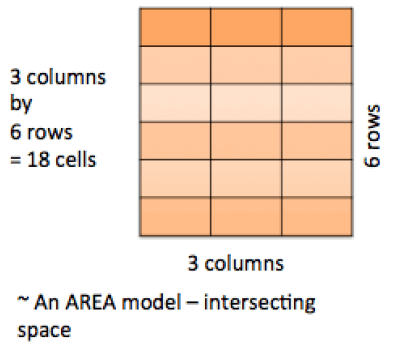 3 columns
by
6 rows
= 18 cells
6 rows
3 columns
~ An AREA model – intersecting
space